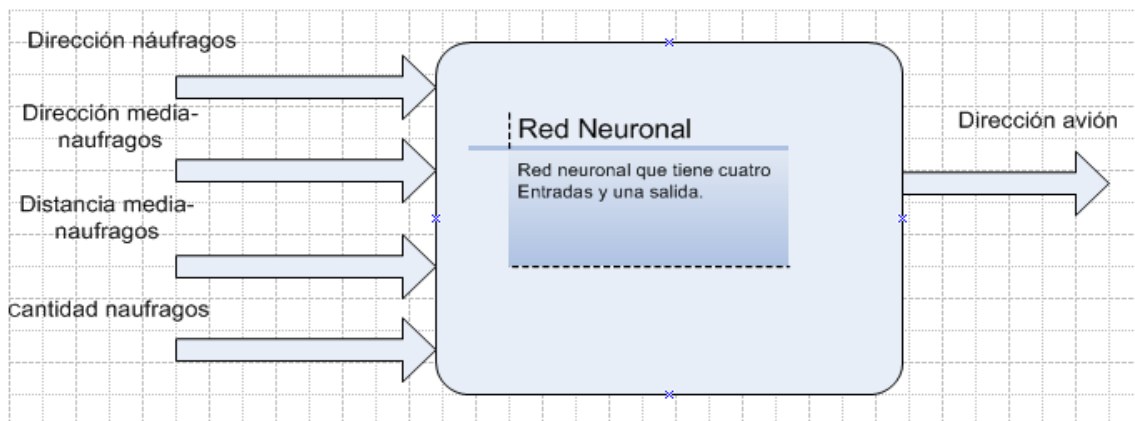 Dirección náufragos
Dirección media-
naufragos
Distancia media-
naufragos
cantidad naufragos
Red Neuronal
Red neuronal que tiene cuatro
Entradas y una salida.
Dirección avión